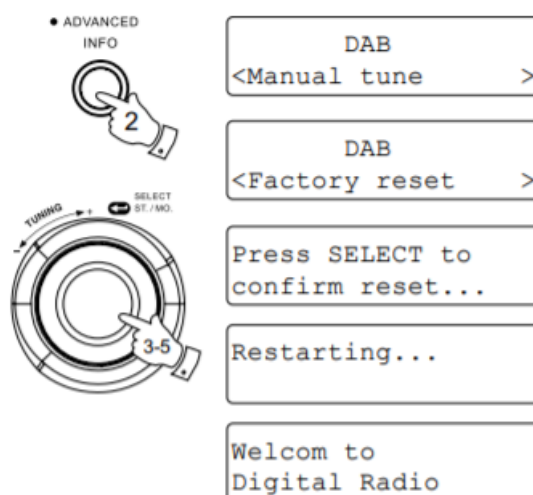 ● ADVANCED
INFO
2
TUNING
- +
SELECT
ST./MO.
3-5
DAB
<Manual tune >
DAB
<Factory reset >
Press SELECT to
confirm reset...
Restarting...
Welcom to
Digital Radio